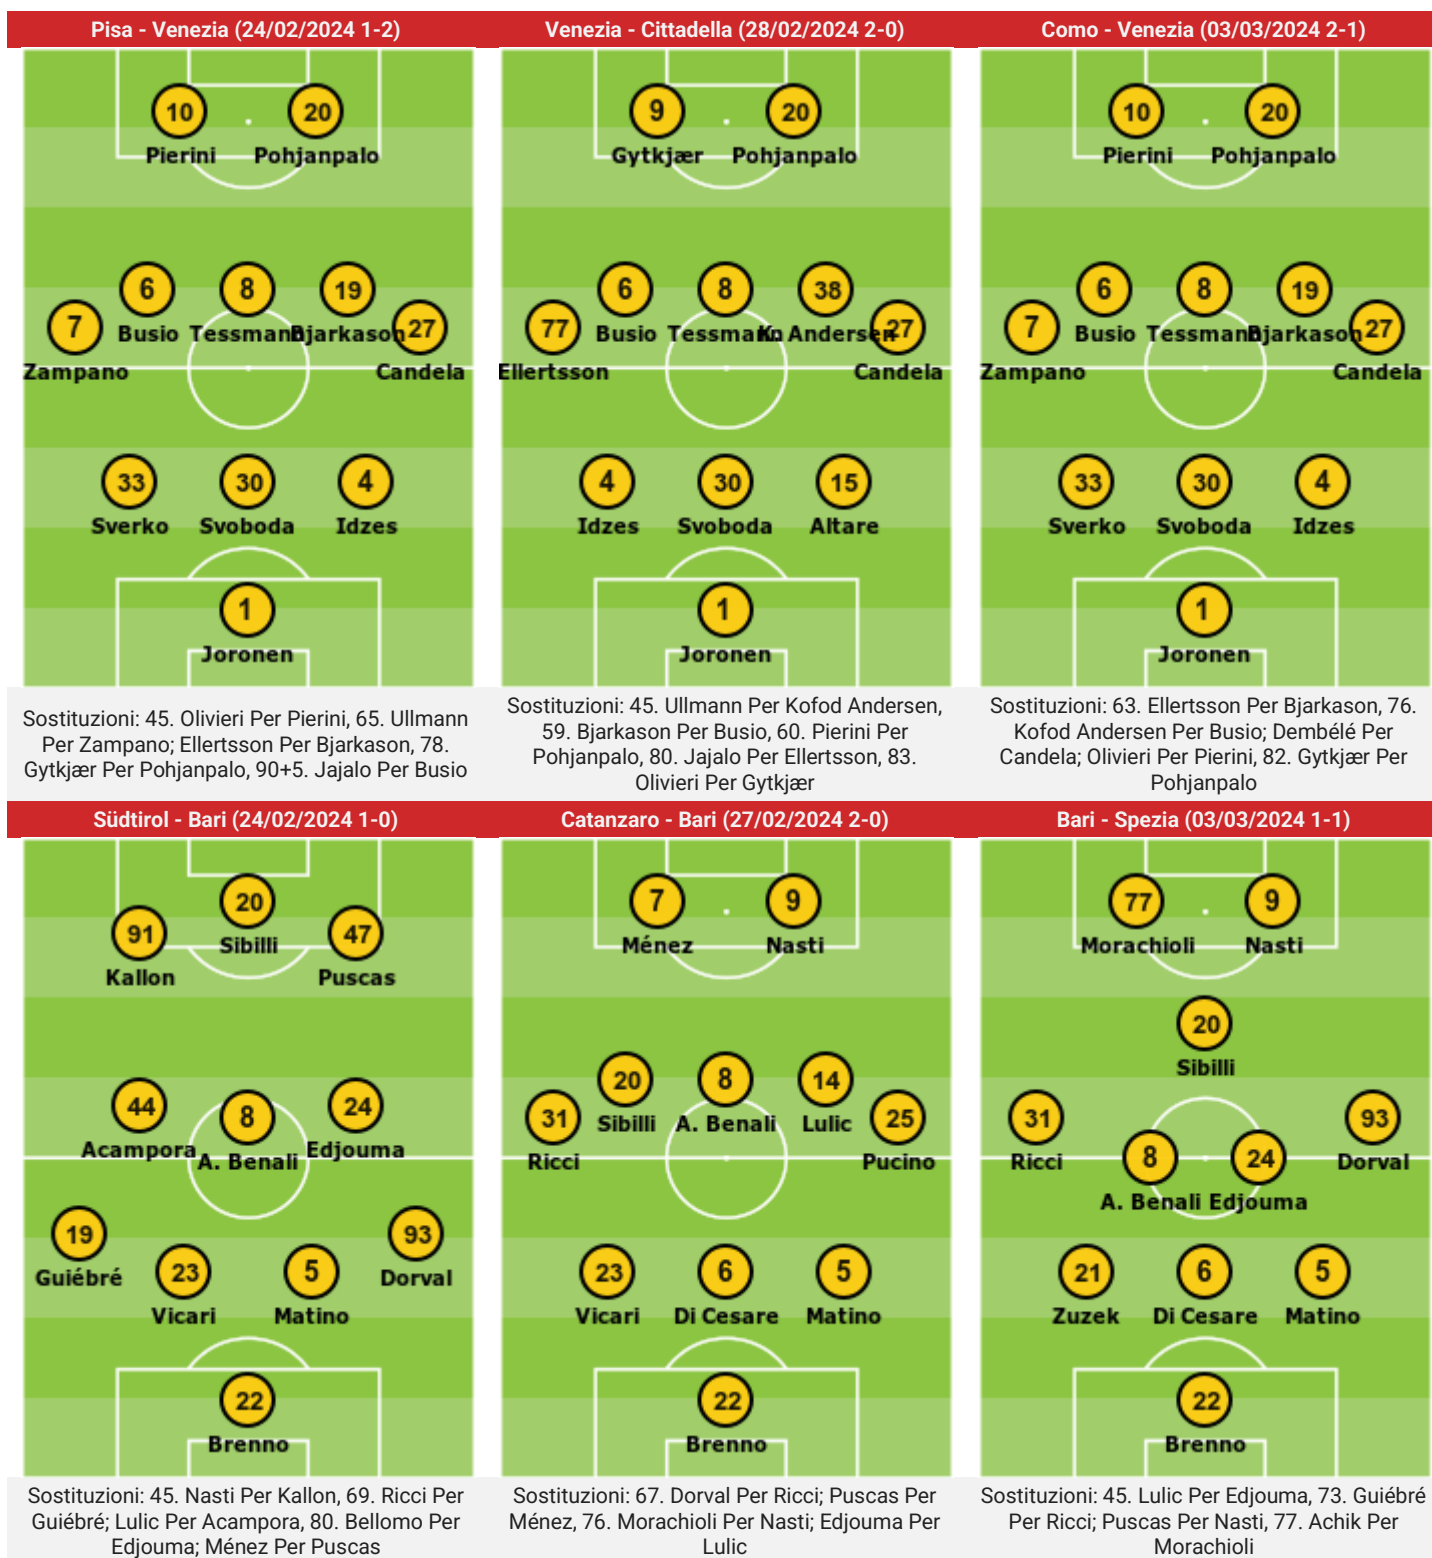 Pisa - Venezia (24/02/2024 1-2)
10
20
Pierini
Pohjanpalo
6
8
19
7
27
Busio
Tessmann
Bjarkason
Zampano
Candela
33
30
4
Sverko
Svoboda
Idzes
1
Joronen
Sostituzioni: 45. Olivieri Per Pierini, 65. Ullmann
Per Zampano; Ellertsson Per Bjarkason, 78.
Gytkjær Per Pohjanpalo, 90+5. Jajalo Per Busio
Venezia - Cittadella (28/02/2024 2-0)
9
20
Gytkjær
Pohjanpalo
6
8
38
77
27
Busio
Tessmann
K. Andersen
Ellertsson
Candela
4
30
15
Idzes
Svoboda
Altare
1
Joronen
Sostituzioni: 45. Ullmann Per Kofod Andersen,
59. Bjarkason Per Busio, 60. Pierini Per
Pohjanpalo, 80. Jajalo Per Ellertsson, 83.
Olivieri Per Gytkjær
Como - Venezia (03/03/2024 2-1)
10
20
Pierini
Pohjanpalo
6
8
19
7
27
Busio
Tessmann
Bjarkason
Zampano
Candela
33
30
4
Sverko
Svoboda
Idzes
1
Joronen
Sostituzioni: 63. Ellertsson Per Bjarkason, 76.
Kofod Andersen Per Busio; Dembélé Per
Candela; Olivieri Per Pierini, 82. Gytkjær Per
Pohjanpalo
Südtirol - Bari (24/02/2024 1-0)
20
91
47
Sibilli
Kallon
Puscas
44
8
24
Acampora
A. Benali
Edjouma
19
93
23
5
Guiébré
Dorval
Vicari
Matino
22
Brenno
Sostituzioni: 45. Nasti Per Kallon, 69. Ricci Per
Guiébré; Lulic Per Acampora, 80. Bellomo Per
Edjouma; Ménez Per Puscas
Catanzaro - Bari (27/02/2024 2-0)
7
9
Ménez
Nasti
20
8
14
31
25
Sibilli
A. Benali
Lulic
Ricci
Pucino
23
6
5
Vicari
Di Cesare
Matino
22
Brenno
Sostituzioni: 67. Dorval Per Ricci; Puscas Per
Ménez, 76. Morachioli Per Nasti; Edjouma Per
Lulic
Bari - Spezia (03/03/2024 1-1)
77
9
Morachioli
Nasti
20
Sibilli
31
93
8
24
Ricci
Dorval
A. Benali
Edjouma
21
6
5
Zuzek
Di Cesare
Matino
22
Brenno
Sostituzioni: 45. Lulic Per Edjouma, 73. Guiébré
Per Ricci; Puscas Per Nasti, 77. Achik Per
Morachioli